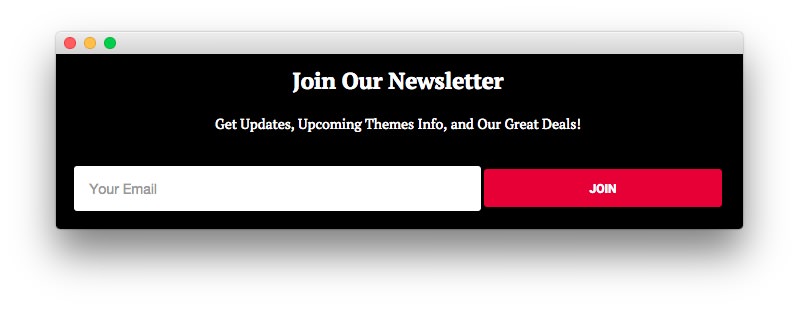 Join Our Newsletter
Get Updates, Upcoming Themes Info, and Our Great Deals!
Your Email
JOIN